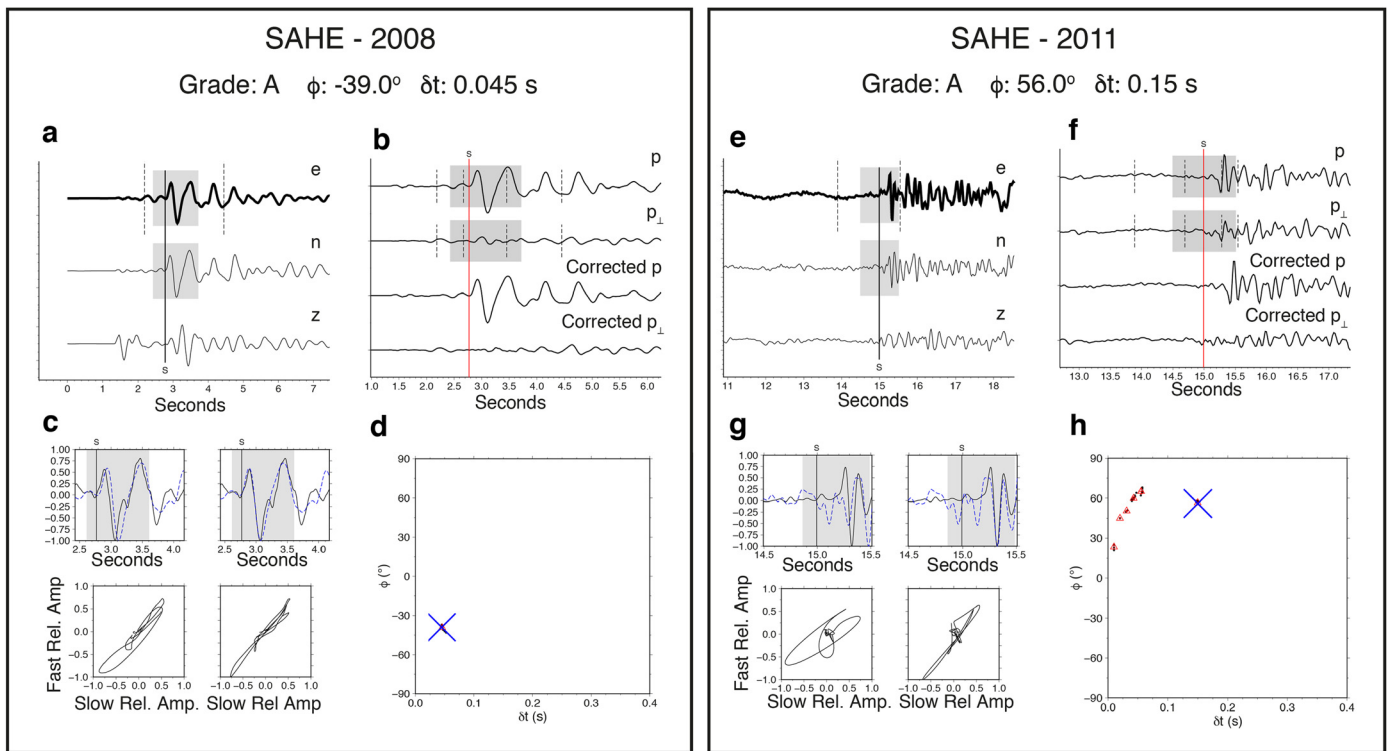 SAHE - 2008
Grade: A ϕ: -39.0° δt: 0.045 s
a
e
n
z
s
0 1 2 3 4 5 6 7
Seconds
b
s
p
p⊥
Corrected p
Corrected p⊥
1.0 1.5 2.0 2.5 3.0 3.5 4.0 4.5 5.0 5.5 6.0
Seconds
c
s
s
1.00
0.75
0.50
0.25
0.00
−0.25
−0.50
−0.75
−1.00
2.5 3.0 3.5 4.0
2.5 3.0 3.5 4.0
Seconds
Seconds
Fast Rel. Amp
1.0
0.5
0.0
−0.5
−1.0
−1.0 −0.5 0.0 0.5 1.0
−1.0 −0.5 0.0 0.5 1.0
Slow Rel. Amp.
Slow Rel Amp
d
90
60
30
0
−30
−60
−90
ϕ (°)
0.0 0.1 0.2 0.3 0.4
δt (s)
SAHE - 2011
Grade: A ϕ: 56.0° δt: 0.15 s
e
e
n
z
s
11 12 13 14 15 16 17 18
Seconds
f
s
p
p⊥
Corrected p
Corrected p⊥
13.0 13.5 14.0 14.5 15.0 15.5 16.0 16.5 17.0
Seconds
g
s
s
1.00
0.75
0.50
0.25
0.00
−0.25
−0.50
−0.75
−1.00
14.5 15.0 15.5
14.5 15.0 15.5
Seconds
Seconds
Fast Rel. Amp
1.0
0.5
0.0
−0.5
−1.0
−1.0 −0.5 0.0 0.5 1.0
−1.0 −0.5 0.0 0.5 1.0
Slow Rel. Amp.
Slow Rel Amp
h
90
60
30
0
−30
−60
−90
ϕ (°)
0.0 0.1 0.2 0.3 0.4
δt (s)